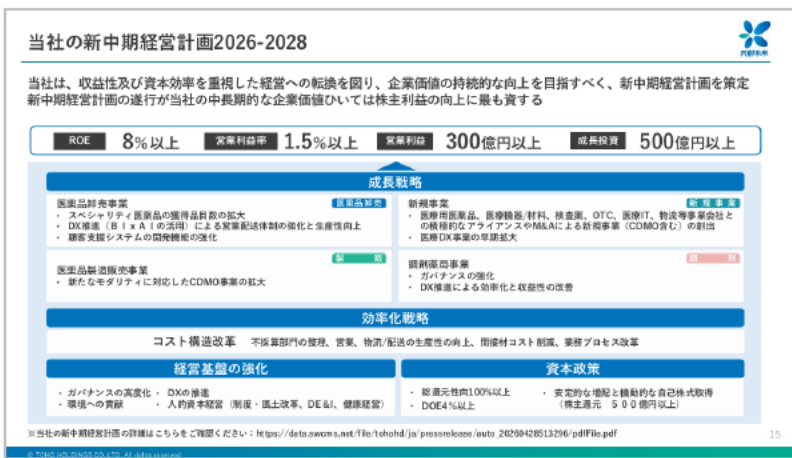 当社の新中期経営計画2026-2028
共創未来
当社は、収益性及び資本効率を重視した経営への転換を図り、企業価値の持続的な向上を目指すべく、新中期経営計画を策定
新中期経営計画の遂行が当社の中長期的な企業価値ひいては株主利益の向上に最も資する
ROE 8%以上 営業利益率 1.5%以上 営業利益 300億円以上 成長投資 500億円以上
成長戦略
医薬品卸売事業 医薬品卸売
・ スペシャリティ医薬品の獲得品目数の拡大
・ DX推進(BI×AIの活用)による営業配送体制の強化と生産性向上
・ 顧客支援システムの開発機能の強化
新規事業 新規事業
・ 医療用医薬品、医療機器/材料、検査薬、OTC、医療IT、物流等事業会社と
の積極的なアライアンスやM&Aによる新規事業(CDMO含む)の創出
・ 医療DX事業の早期拡大
医薬品製造販売事業 製販
・ 新たなモダリティに対応したCDMO事業の拡大
調剤薬局事業 調剤
・ ガバナンスの強化
・ DX推進による効率化と収益性の改善
効率化戦略
コスト構造改革 不採算部門の整理、営業、物流/配送の生産性の向上、間接材コスト削減、業務プロセス改革
経営基盤の強化
・ ガバナンスの高度化 ・ DXの推進
・ 環境への貢献 ・ 人的資本経営(制度・風土改革、DE&I、健康経営)
資本政策
・ 総還元性向100%以上 ・ 安定的な増配と機動的な自己株式取得
・ DOE4%以上 (株主還元 500億円以上)
※当社の新中期経営計画の詳細はこちらをご確認ください:https://data.swcms.net/file/tohohd/ja/pressrelease/auto_20260428513296/pdfFile.pdf
15
© TOHO HOLDINGS CO.,LTD. All rights reserved.